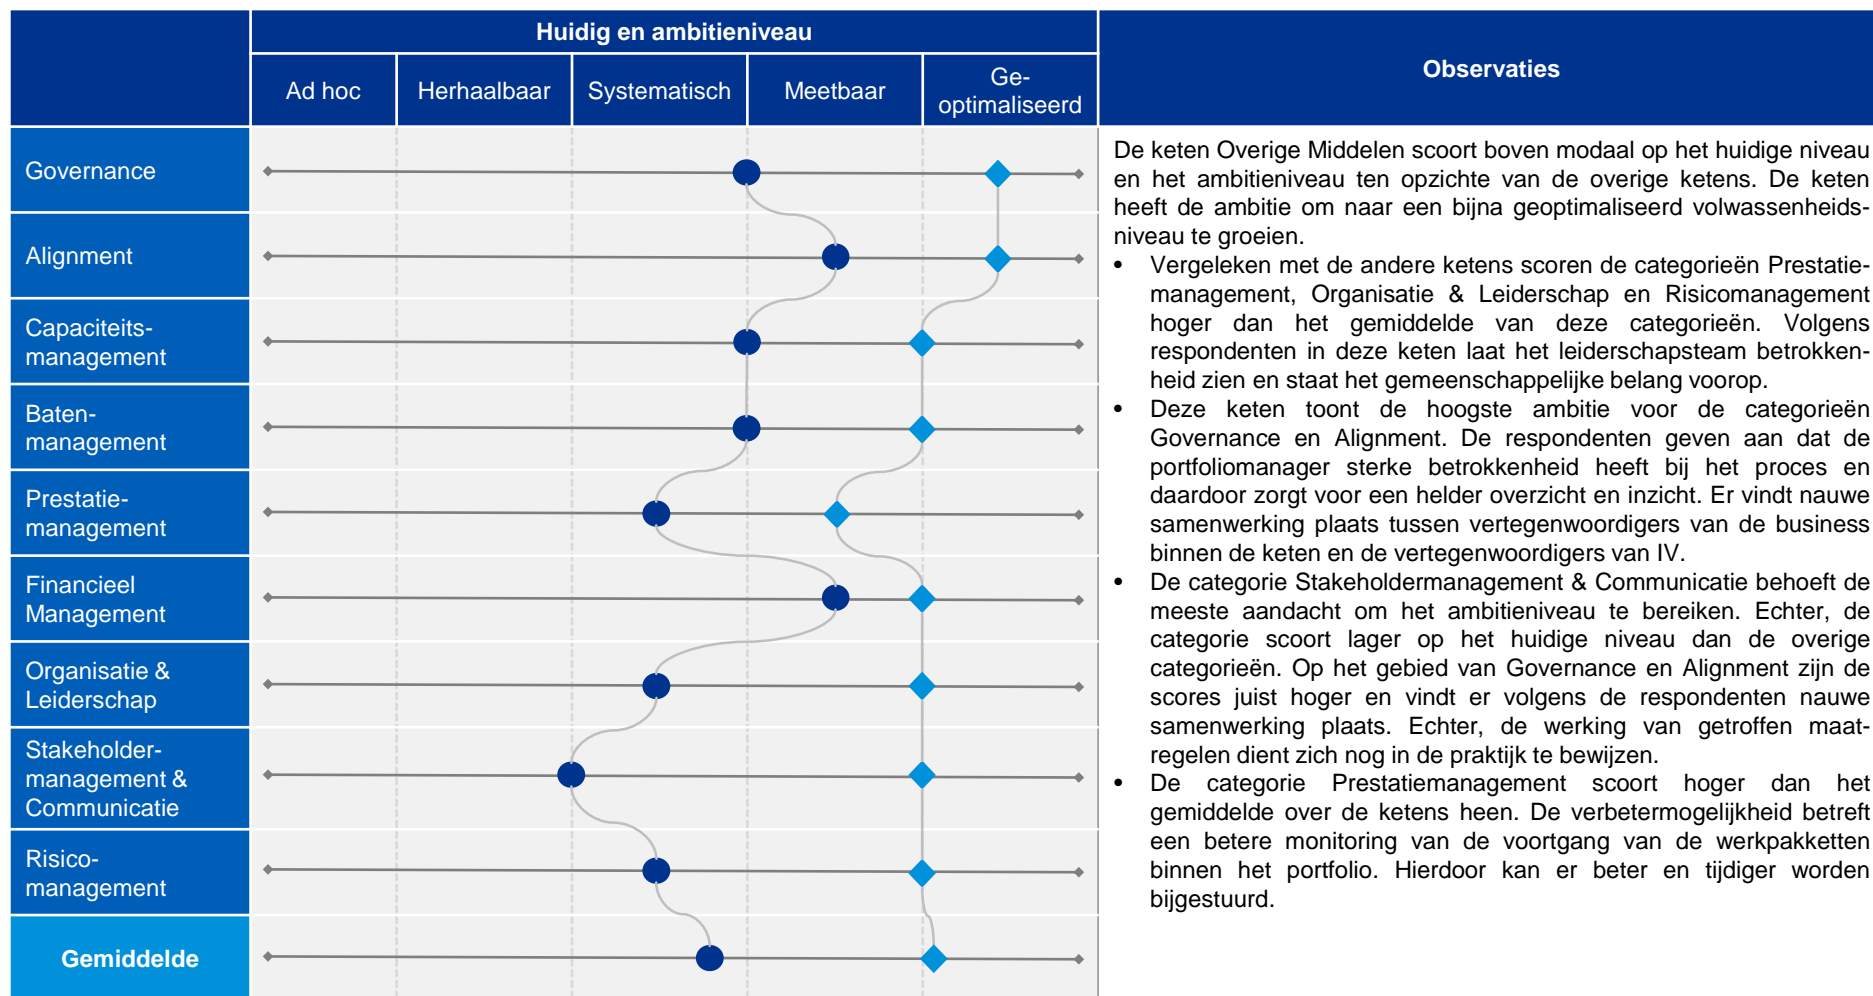 Huidig en ambitieniveau
Observaties
Ad hoc
Herhaalbaar
Systematisch
Meetbaar
Ge-
optimaliseerd
Governance
Alignment
Capaciteits-
management
Baten-
management
Prestatie-
management
Financieel
Management
Organisatie &
Leiderschap
Stakeholder-
management &
Communicatie
Risico-
management
Gemiddelde
De keten Overige Middelen scoort boven modaal op het huidige niveau
en het ambitieniveau ten opzichte van de overige ketens. De keten
heeft de ambitie om naar een bijna geoptimaliseerd volwassenheids-
niveau te groeien.
• Vergeleken met de andere ketens scoren de categorieën Prestatie-
management, Organisatie & Leiderschap en Risicomanagement
hoger dan het gemiddelde van deze categorieën. Volgens
respondenten in deze keten laat het leiderschapsteam betrokken-
heid zien en staat het gemeenschappelijke belang voorop.
• Deze keten toont de hoogste ambitie voor de categorieën
Governance en Alignment. De respondenten geven aan dat de
portfoliomanager sterke betrokkenheid heeft bij het proces en
daardoor zorgt voor een helder overzicht en inzicht. Er vindt nauwe
samenwerking plaats tussen vertegenwoordigers van de business
binnen de keten en de vertegenwoordigers van IV.
• De categorie Stakeholdermanagement & Communicatie behoeft de
meeste aandacht om het ambitieniveau te bereiken. Echter, de
categorie scoort lager op het huidige niveau dan de overige
categorieën. Op het gebied van Governance en Alignment zijn de
scores juist hoger en vindt er volgens de respondenten nauwe
samenwerking plaats. Echter, de werking van getroffen maat-
regelen dient zich nog in de praktijk te bewijzen.
• De categorie Prestatiemanagement scoort hoger dan het
gemiddelde over de ketens heen. De verbetermogelijkheid betreft
een betere monitoring van de voortgang van de werkpakketten
binnen het portfolio. Hierdoor kan er beter en tijdiger worden
bijgestuurd.